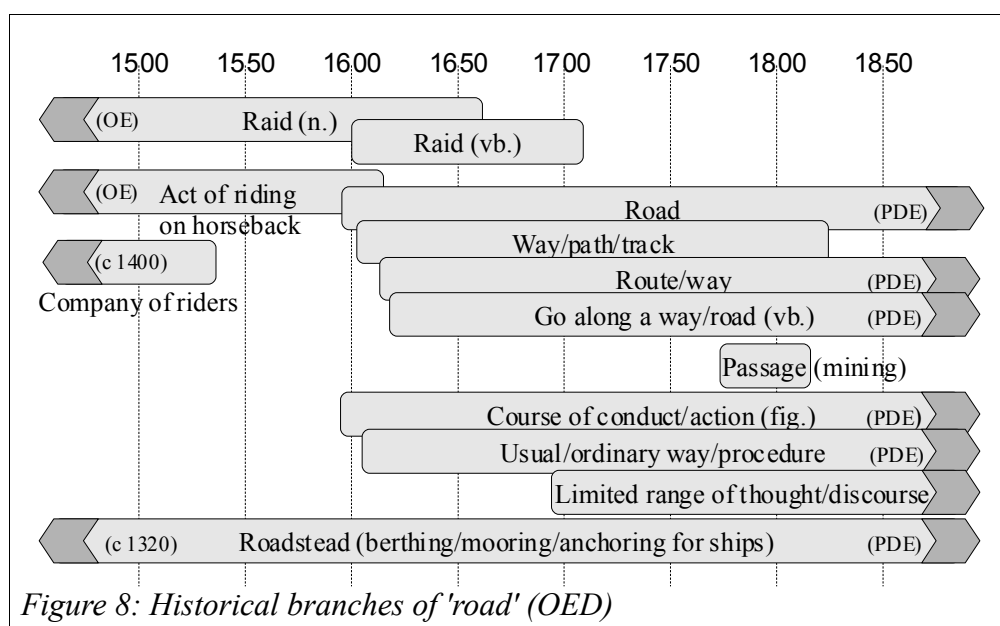 1500 1550 1600 1650 1700 1750 1800 1850
(OE) Raid (n.)
Raid (vb.)
(OE) Act of riding
on horseback
Road (PDE)
Way/path/track
(c 1400)
Company of riders
Route/way (PDE)
Go along a way/road (vb.) (PDE)
Passage (mining)
Course of conduct/action (fig.) (PDE)
Usual/ordinary way/procedure (PDE)
Limited range of thought/discourse
(c 1320) Roadstead (berthing/mooring/anchoring for ships) (PDE)
Figure 8: Historical branches of 'road' (OED)